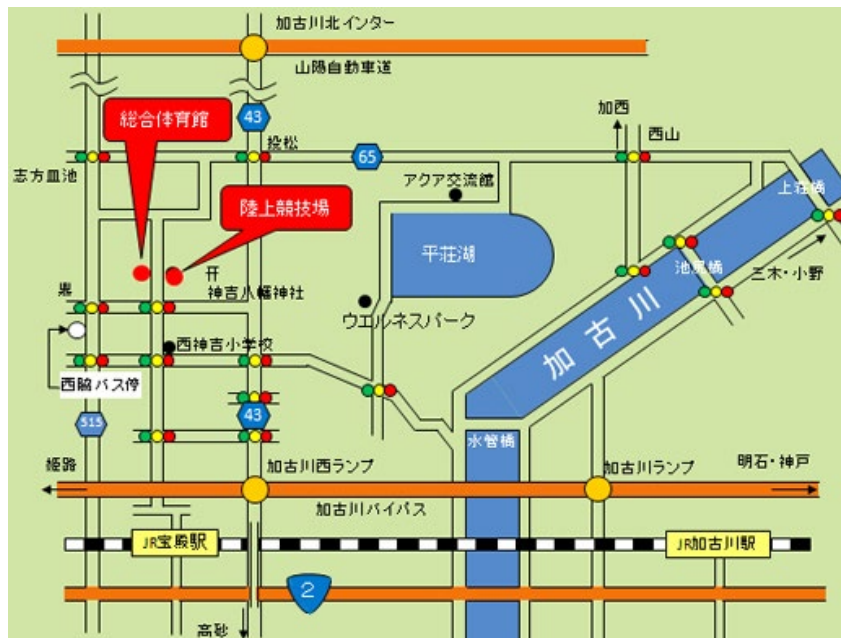 加古川北インター
山陽自動車道
総合体育館
43
投松
65
加西
西山
志方皿池
アクア交流館
上荘橋
陸上競技場
平荘湖
池尻橋
三木・小野
神吉八幡神社
ウエルネスパーク
加古川
西神吉小学校
西脇バス停
43
515
水管橋
姫路
加古川西ランプ
加古川ランプ
明石・神戸
加古川バイパス
JR宝殿駅
JR加古川駅
2
高砂